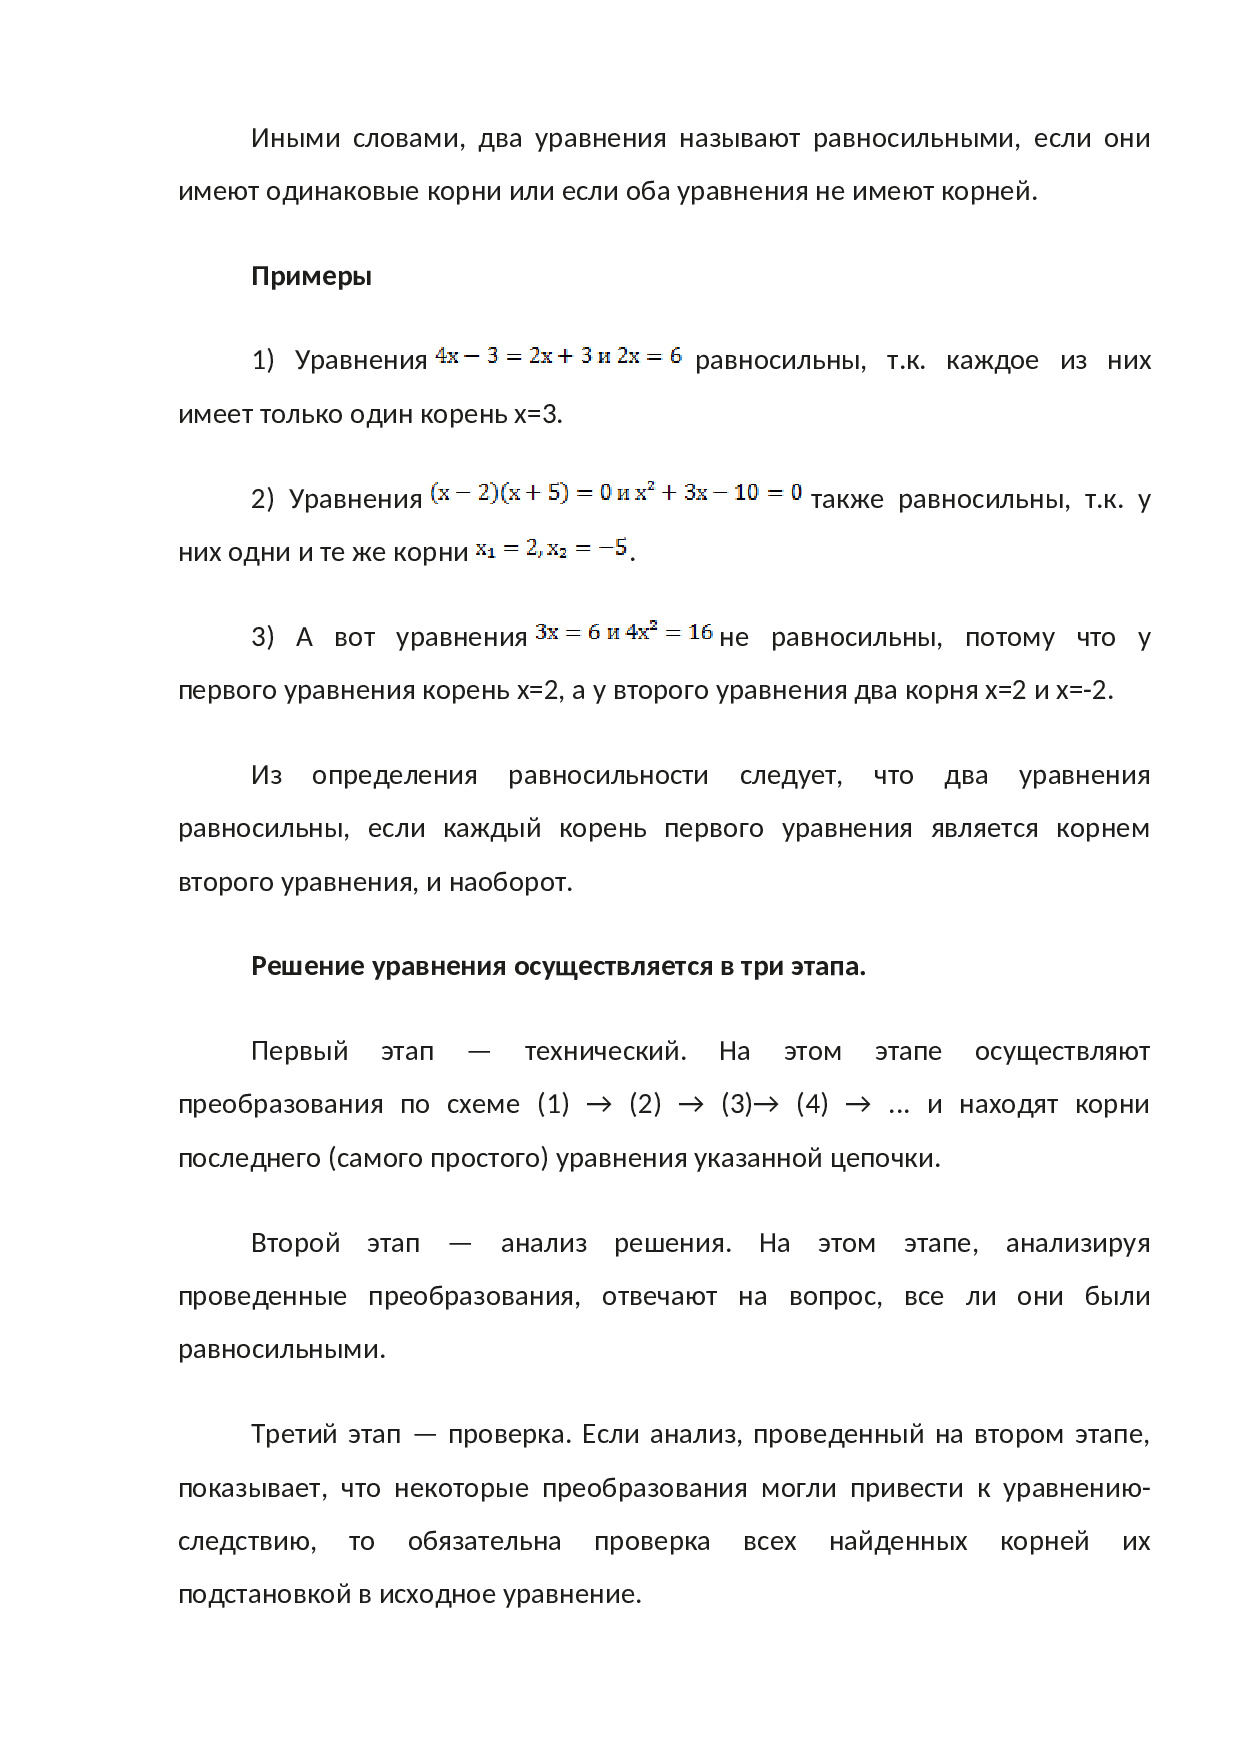 Иными словами, два уравнения называют равносильными, если они
имеют одинаковые корни или если оба уравнения не имеют корней.
Примеры
1) Уравнения 4x − 3 = 2x + 3 и 2x = 6 равносильны, т.к. каждое из них
имеет только один корень x=3.
2) Уравнения (x − 2)(x + 5) = 0 и x² + 3x − 10 = 0 также равносильны, т.к. у
них одни и те же корни x₁ = 2, x₂ = −5.
3) А вот уравнения 3x = 6 и 4x² = 16 не равносильны, потому что у
первого уравнения корень x=2, а у второго уравнения два корня x=2 и x=-2.
Из определения равносильности следует, что два уравнения
равносильны, если каждый корень первого уравнения является корнем
второго уравнения, и наоборот.
Решение уравнения осуществляется в три этапа.
Первый этап — технический. На этом этапе осуществляют
преобразования по схеме (1) → (2) → (3)→ (4) → ... и находят корни
последнего (самого простого) уравнения указанной цепочки.
Второй этап — анализ решения. На этом этапе, анализируя
проведенные преобразования, отвечают на вопрос, все ли они были
равносильными.
Третий этап — проверка. Если анализ, проведенный на втором этапе,
показывает, что некоторые преобразования могли привести к уравнению-
следствию, то обязательна проверка всех найденных корней их
подстановкой в исходное уравнение.